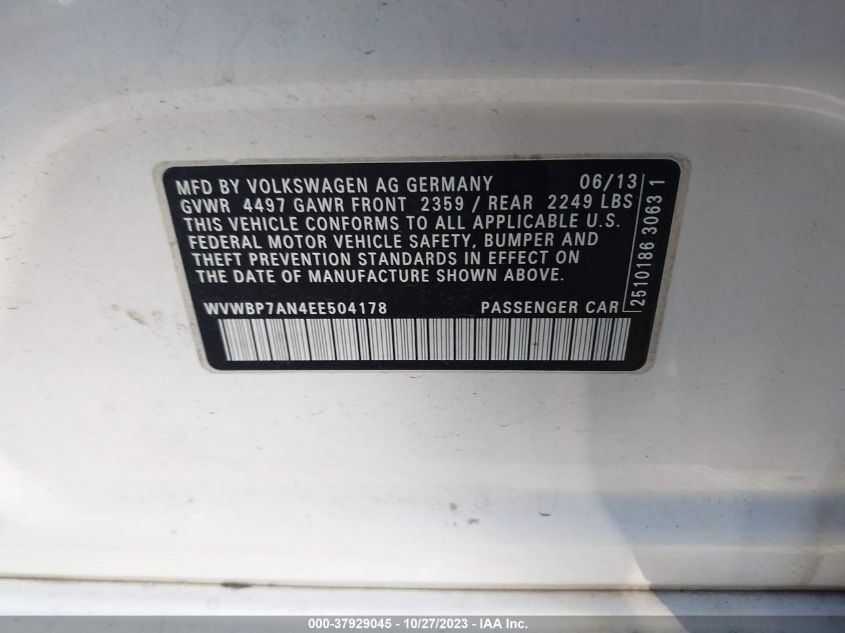 MFD BY VOLKSWAGEN AG GERMANY 06/13
GVWR 4497 GAWR FRONT 2359 / REAR 2249 LBS
THIS VEHICLE CONFORMS TO ALL APPLICABLE U.S.
FEDERAL MOTOR VEHICLE SAFETY, BUMPER AND
THEFT PREVENTION STANDARDS IN EFFECT ON
THE DATE OF MANUFACTURE SHOWN ABOVE.
WVWBP7AN4EE504178 PASSENGER CAR
2510186 30631
000-37929045 - 10/27/2023 - IAA Inc.